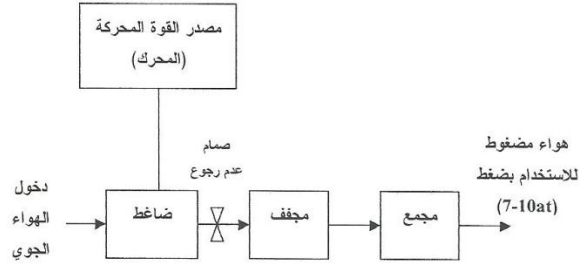 مصدر القوة المحركة
(المحرك)
صمام
عدم رجوع
هواء مضغوط
للاستخدام بضغط
(7-10at)
دخول
الهواء
الجوي
ضاغط
مجفف
مجمع